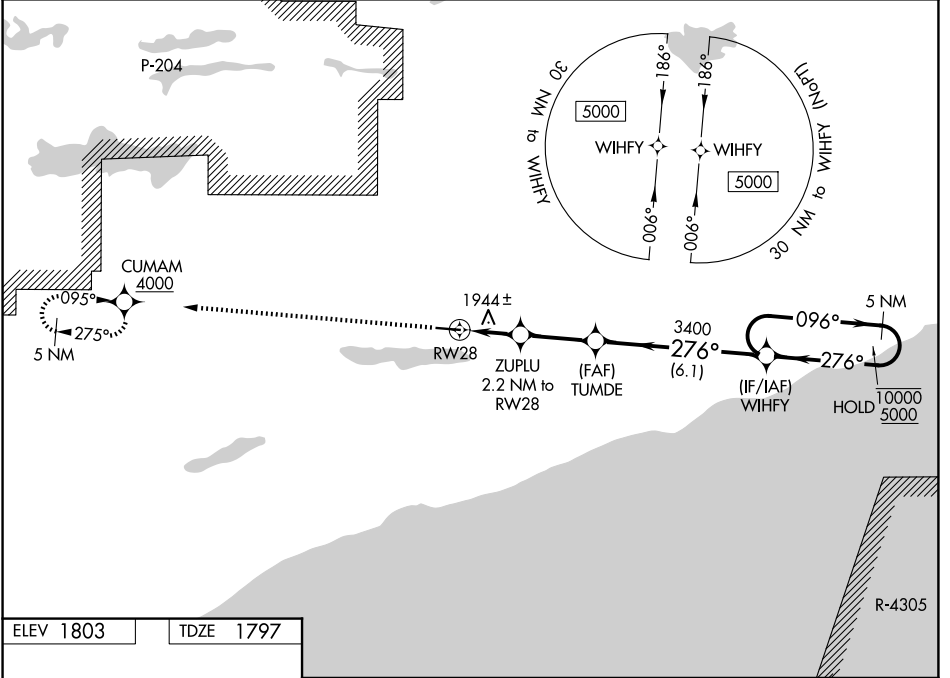 P-204
30 NM to WIHFY
5000
186°
WIHFY
006°
186°
WIHFY
5000
006°
30 NM to WIHFY (NoPT)
CUMAM
4000
095°
275°
5 NM
1944 ±
RW28
ZUPLU
2.2 NM to
RW28
(FAF)
TUMDE
3400
276°
(6.1)
(IF/IAF)
WIHFY
096°
276°
5 NM
HOLD
10000
5000
R-4305
ELEV 1803
TDZE 1797